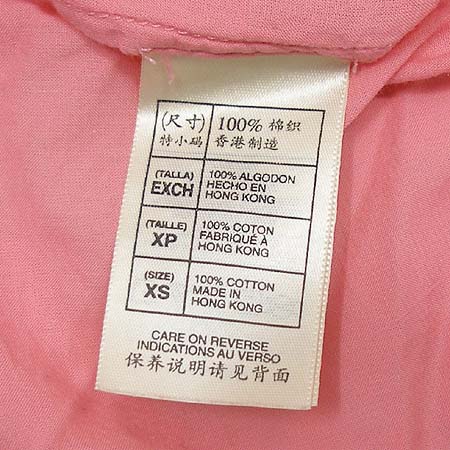 (尺寸) 100% 棉织
特小码 香港制造
(TALLA) 100% ALGODON
EXCH HECHO EN
HONG KONG
(TAILLE) 100% COTON
XP FABRIQUÉ À
HONG KONG
(SIZE) 100% COTTON
XS MADE IN
HONG KONG
CARE ON REVERSE
INDICATIONS AU VERSO
保养说明请见背面